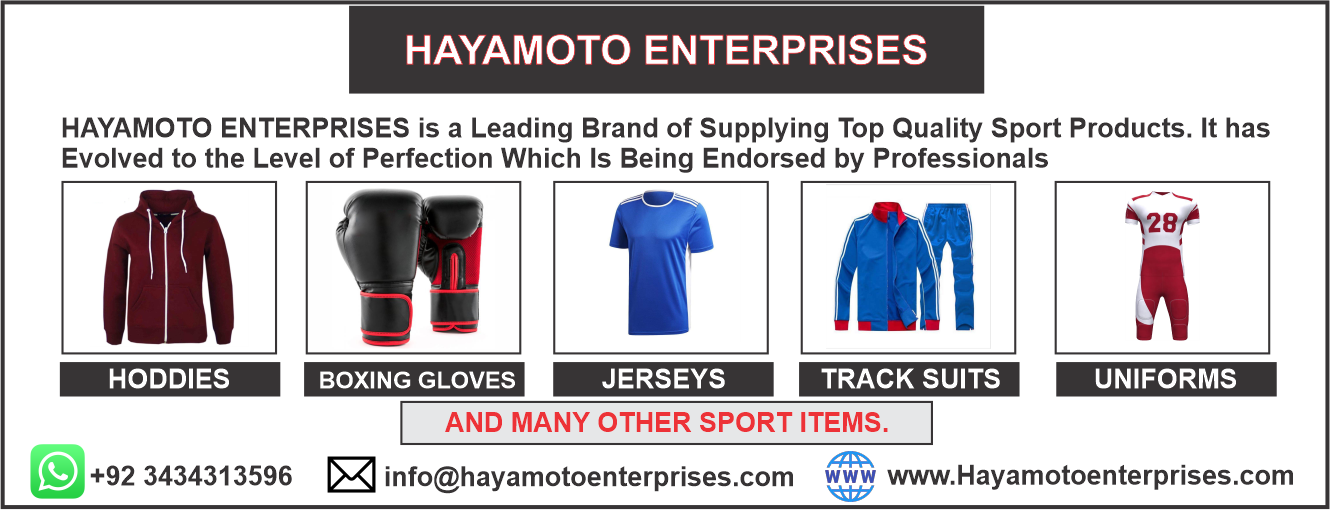 HAYAMOTO ENTERPRISES
HAYAMOTO ENTERPRISES is a Leading Brand of Supplying Top Quality Sport Products. It has
Evolved to the Level of Perfection Which Is Being Endorsed by Professionals
28
HODDIES
BOXING GLOVES
JERSEYS
TRACK SUITS
UNIFORMS
AND MANY OTHER SPORT ITEMS.
+92 3434313596
info@hayamotoenterprises.com
WWW
www.Hayamotoenterprises.com